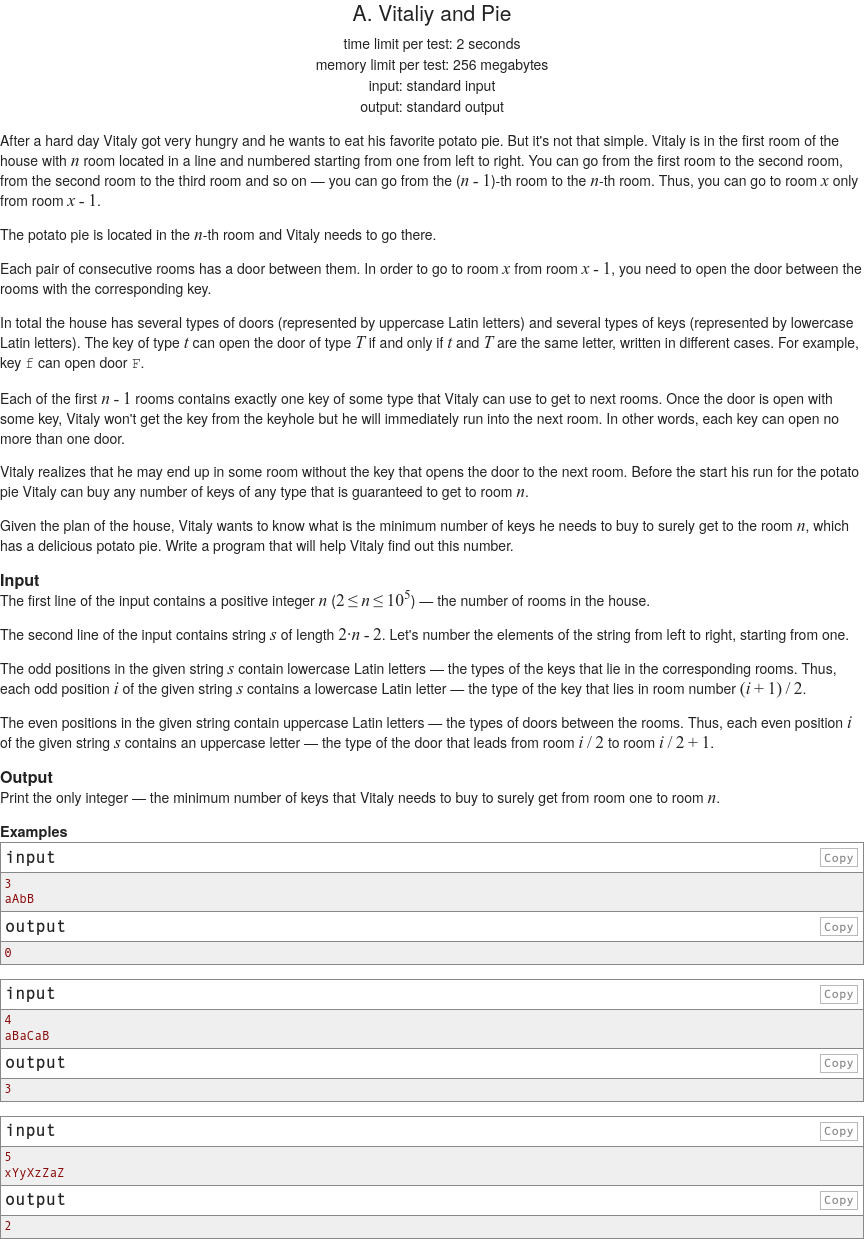 A. Vitaliy and Pie
time limit per test: 2 seconds
memory limit per test: 256 megabytes
input: standard input
output: standard output
After a hard day Vitaly got very hungry and he wants to eat his favorite potato pie. But it's not that simple. Vitaly is in the first room of the
house with n room located in a line and numbered starting from one from left to right. You can go from the first room to the second room,
from the second room to the third room and so on — you can go from the (n - 1)-th room to the n-th room. Thus, you can go to room x only
from room x - 1.
The potato pie is located in the n-th room and Vitaly needs to go there.
Each pair of consecutive rooms has a door between them. In order to go to room x from room x - 1, you need to open the door between the
rooms with the corresponding key.
In total the house has several types of doors (represented by uppercase Latin letters) and several types of keys (represented by lowercase
Latin letters). The key of type t can open the door of type T if and only if t and T are the same letter, written in different cases. For example,
key f can open door F.
Each of the first n - 1 rooms contains exactly one key of some type that Vitaly can use to get to next rooms. Once the door is open with
some key, Vitaly won't get the key from the keyhole but he will immediately run into the next room. In other words, each key can open no
more than one door.
Vitaly realizes that he may end up in some room without the key that opens the door to the next room. Before the start his run for the potato
pie Vitaly can buy any number of keys of any type that is guaranteed to get to room n.
Given the plan of the house, Vitaly wants to know what is the minimum number of keys he needs to buy to surely get to the room n, which
has a delicious potato pie. Write a program that will help Vitaly find out this number.
Input
The first line of the input contains a positive integer n (2 ≤ n ≤ 10⁵) — the number of rooms in the house.
The second line of the input contains string s of length 2·n - 2. Let's number the elements of the string from left to right, starting from one.
The odd positions in the given string s contain lowercase Latin letters — the types of the keys that lie in the corresponding rooms. Thus,
each odd position i of the given string s contains a lowercase Latin letter — the type of the key that lies in room number (i + 1) / 2.
The even positions in the given string contain uppercase Latin letters — the types of doors between the rooms. Thus, each even position i
of the given string s contains an uppercase letter — the type of the door that leads from room i / 2 to room i / 2 + 1.
Output
Print the only integer — the minimum number of keys that Vitaly needs to buy to surely get from room one to room n.
Examples
input Copy
3
aAbB
output Copy
0
input Copy
4
aBaCaB
output Copy
3
input Copy
5
xYyXzZaZ
output Copy
2